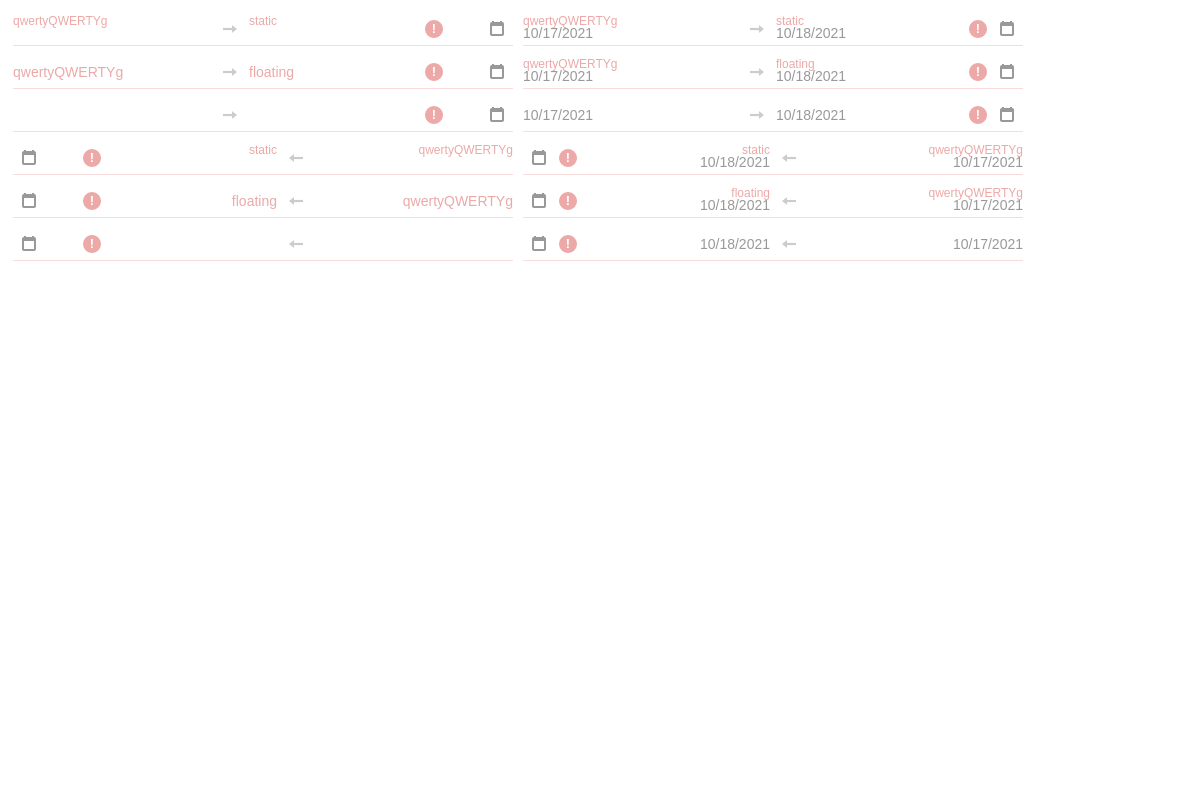 qwertyQWERTYg static ! qwertyQWERTYg static !
10/17/2021 10/18/2021
qwertyQWERTYg floating ! qwertyQWERTYg floating !
10/17/2021 10/18/2021
! 10/17/2021 10/18/2021 !
! static qwertyQWERTYg ! static qwertyQWERTYg
10/18/2021 10/17/2021
! floating qwertyQWERTYg ! floating qwertyQWERTYg
10/18/2021 10/17/2021
! ! 10/18/2021 10/17/2021